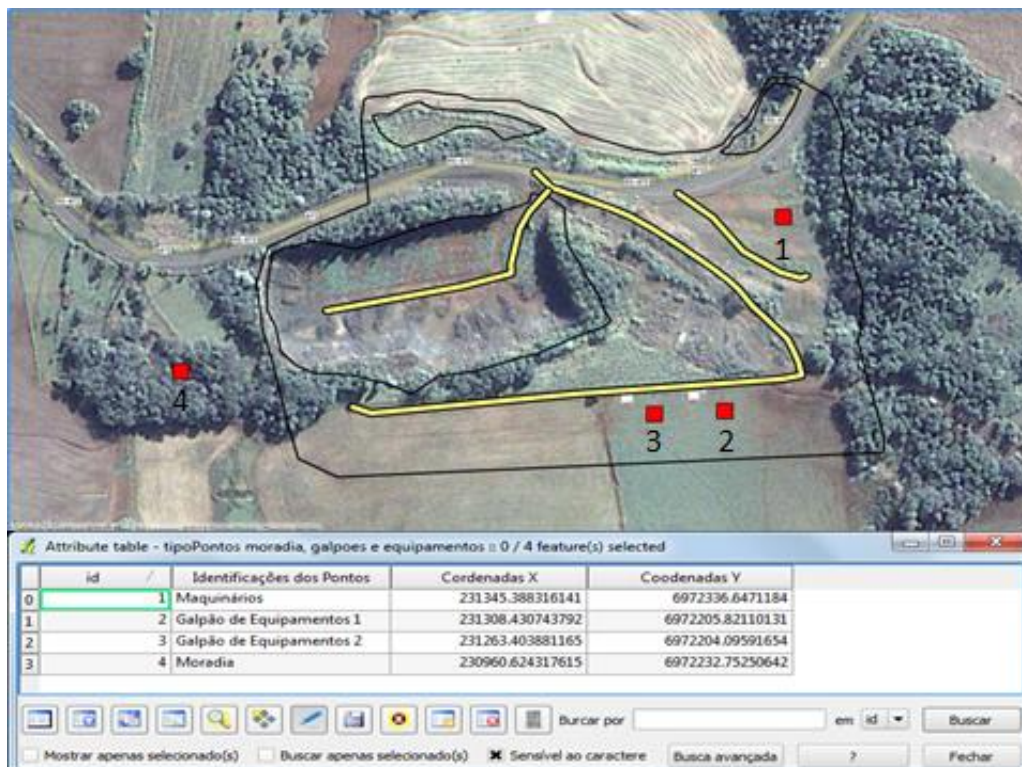 1
4
3
2
Attribute table - tipoPontos moradia, galpoes e equipamentos :: 0 / 4 feature(s) selected
id Identificações dos Pontos Cordenadas X Coodenadas Y
0 1 Maquinários 231345.388316141 6972336.6471184
1 2 Galpão de Equipamentos 1 231308.430743792 6972205.82110131
2 3 Galpão de Equipamentos 2 231263.403881165 6972204.09591654
3 4 Moradia 230960.624317615 6972232.75250642
Burcar por em id Buscar
Mostrar apenas selecionado(s) Buscar apenas selecionado(s) Sensível ao caractere Busca avançada ? Fechar